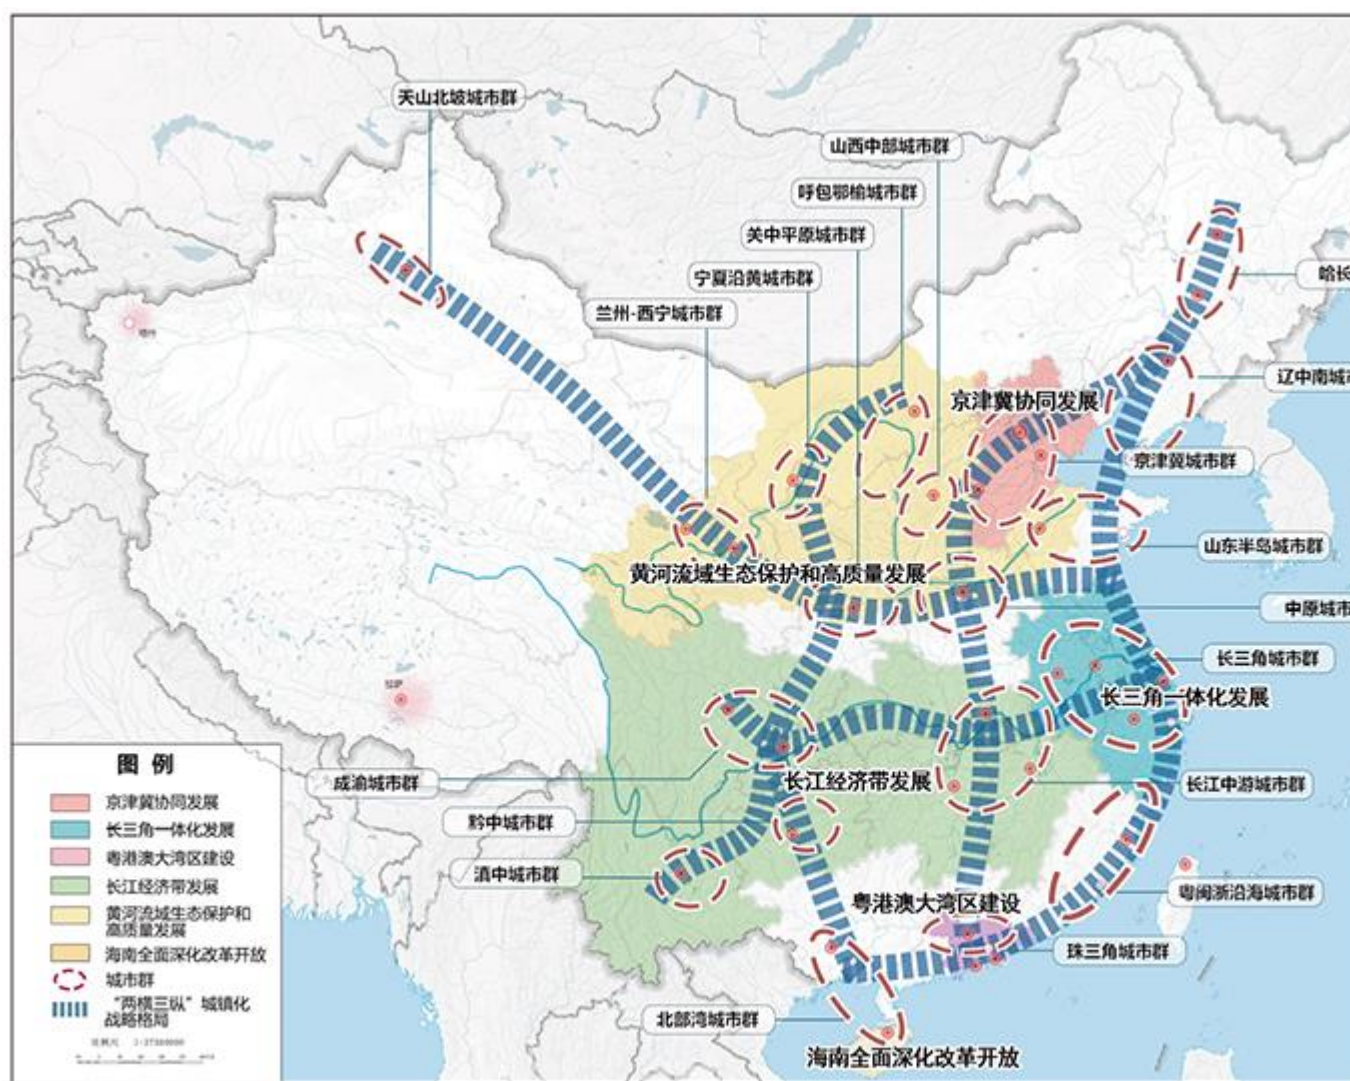 天山北坡城市群
山西中部城市群
呼包鄂榆城市群
关中平原城市群
宁夏沿黄城市群
兰州-西宁城市群
哈长
辽中南城市
京津冀协同发展
京津冀城市群
山东半岛城市群
黄河流域生态保护和高质量发展
中原城市
长三角城市群
拉萨
长三角一体化发展
成渝城市群
长江经济带发展
长江中游城市群
黔中城市群
滇中城市群
粤港澳大湾区建设
粤闽浙沿海城市群
珠三角城市群
北部湾城市群
海南全面深化改革开放
图 例
京津冀协同发展
长三角一体化发展
粤港澳大湾区建设
长江经济带发展
黄河流域生态保护和
高质量发展
海南全面深化改革开放
城市群
“两横三纵”城镇化
战略格局
比例尺